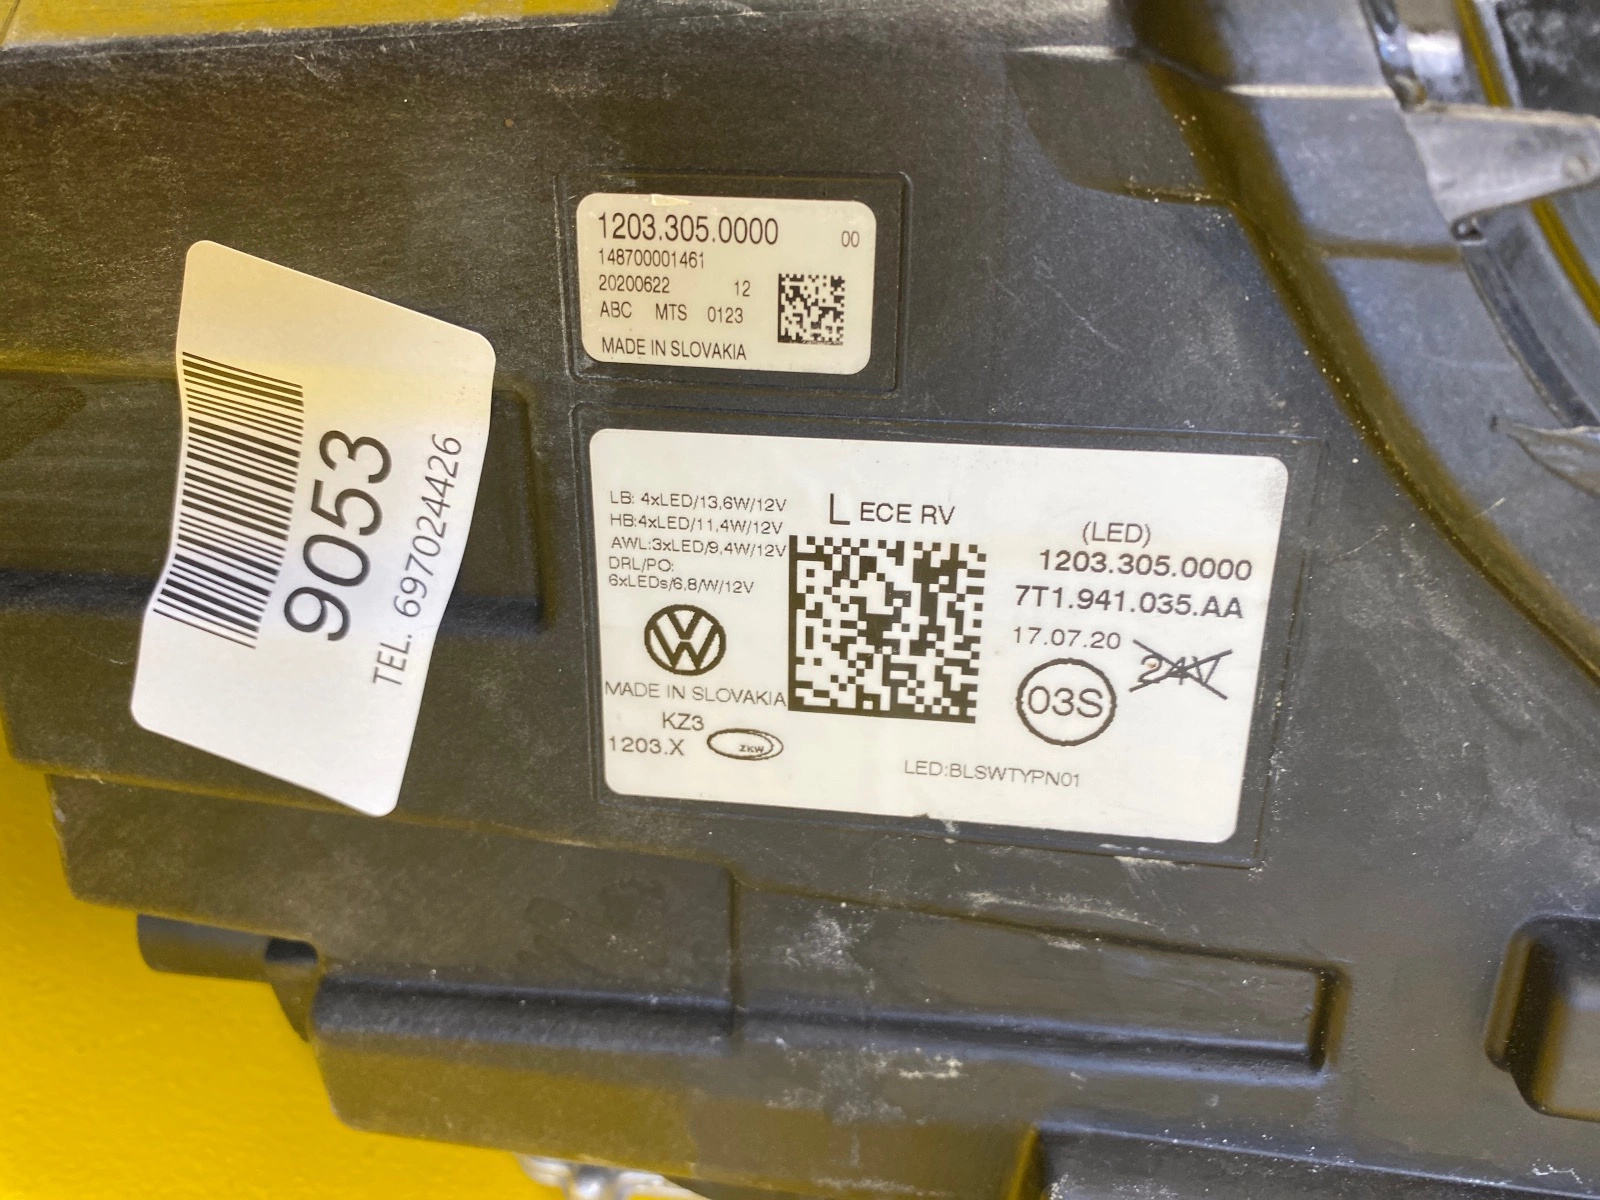 1203.305.0000 00
148700001461
20200622 12
ABC MTS 0123
MADE IN SLOVAKIA
9053
TEL. 6970244426
LB: 4xLED/13,6W/12V
HB:4xLED/11,4W/12V
AWL:3xLED/9,4W/12V
DRL/PO:
6xLEDs/6,8/W/12V
VW
MADE IN SLOVAKIA
KZ3
1203.X ZKW
L ECE RV
(LED)
1203.305.0000
7T1.941.035.AA
17.07.20 24V
03S
LED:BLSWTYPN01